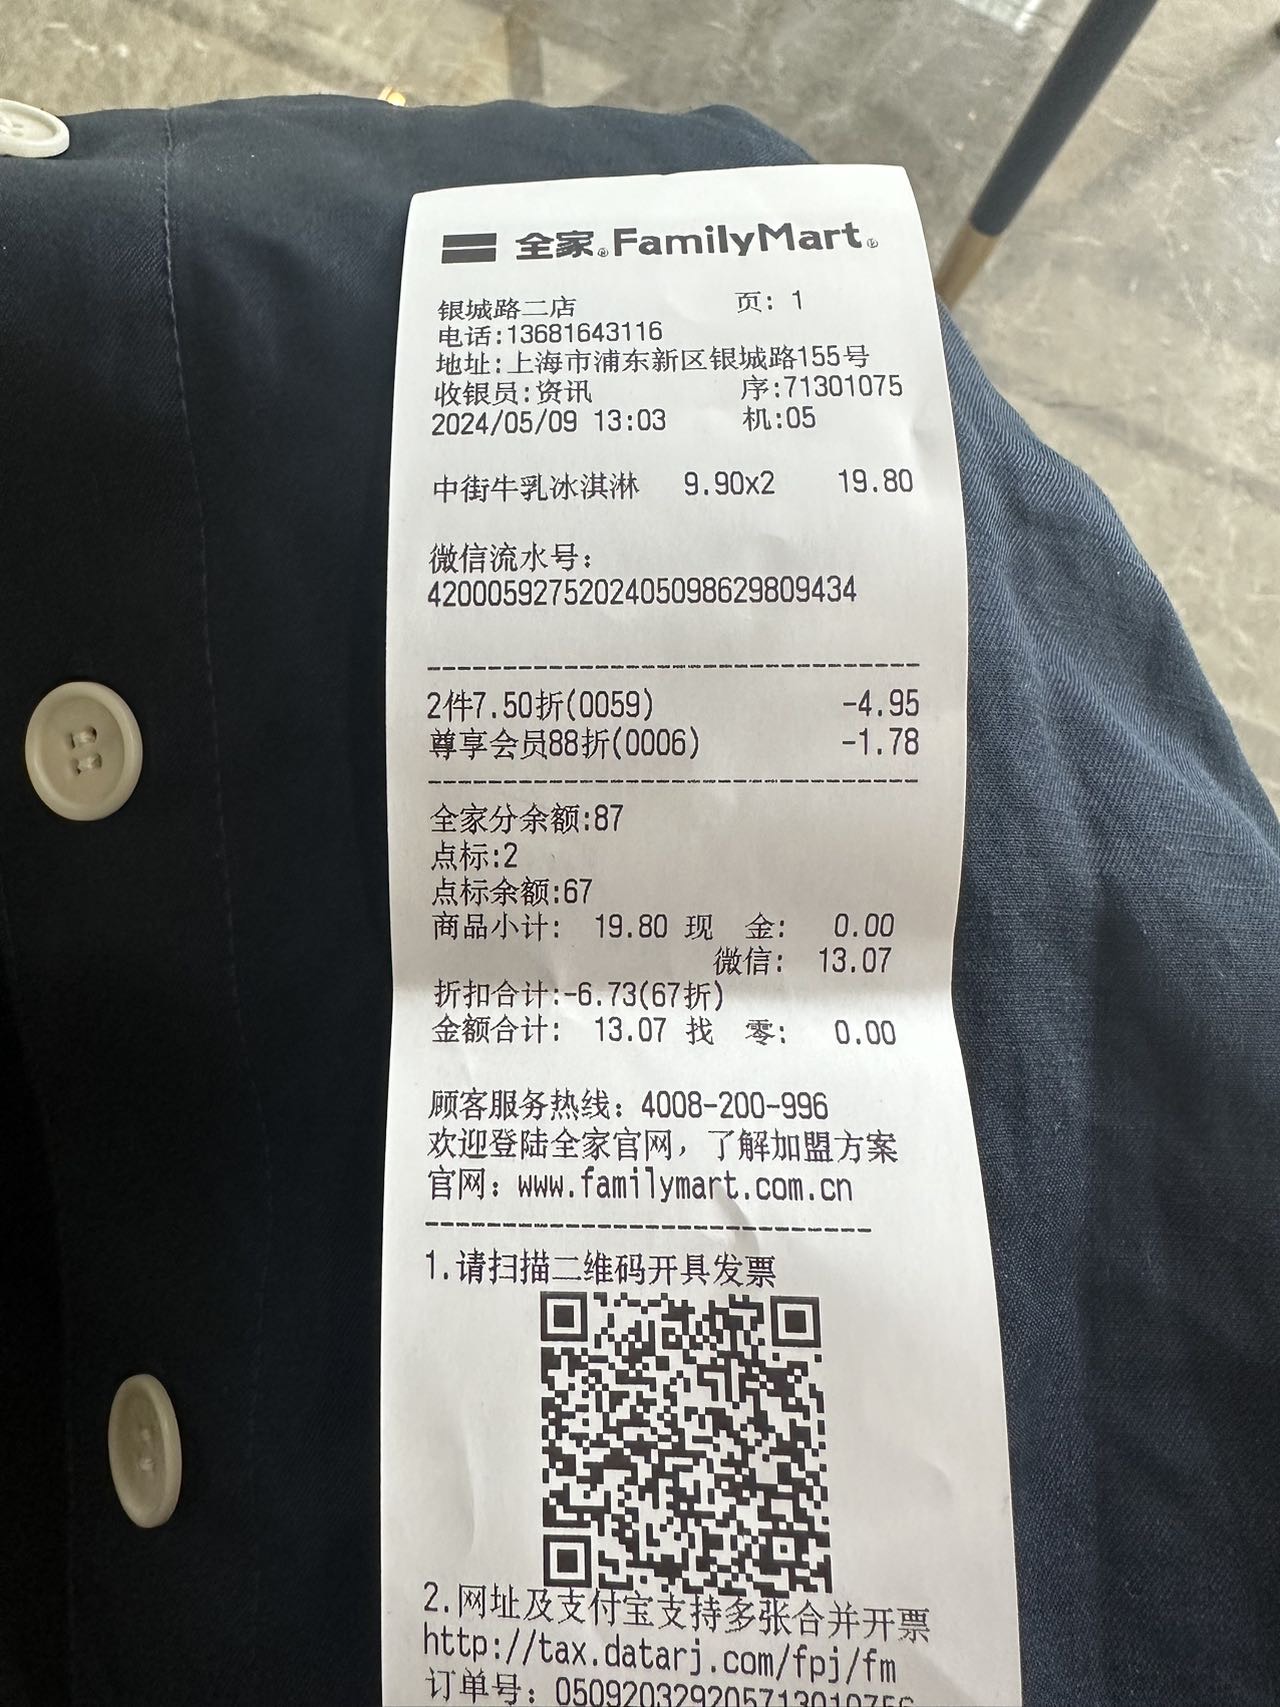 全家 FamilyMart
银城路二店 页: 1
电话:13681643116
地址:上海市浦东新区银城路155号
收银员:资讯 序:71301075
2024/05/09 13:03 机:05
中街牛乳冰淇淋 9.90x2 19.80
微信流水号:
4200059275202405098629809434
2件7.50折(0059) -4.95
尊享会员88折(0006) -1.78
全家分余额:87
点标:2
点标余额:67
商品小计: 19.80 现 金: 0.00
微信: 13.07
折扣合计:-6.73(67折)
金额合计: 13.07 找 零: 0.00
顾客服务热线: 4008-200-996
欢迎登陆全家官网, 了解加盟方案
官网: www.familymart.com.cn
1.请扫描二维码开具发票
2.网址及支付宝支持多张合并开票
http://tax.datarj.com/fpj/fm
订单号: